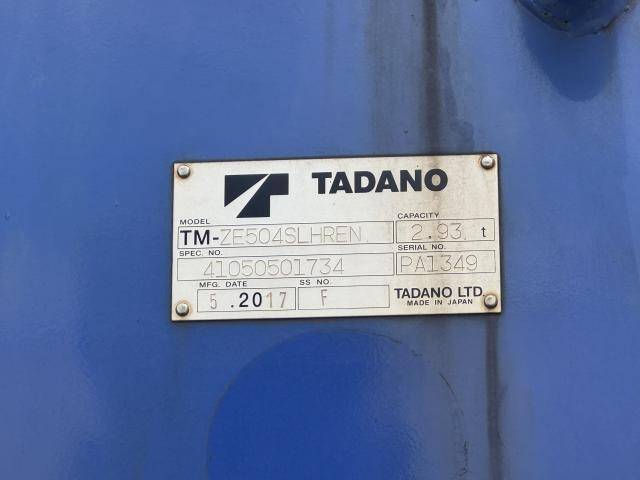 TADANO
MODEL CAPACITY
TM-ZE504SLHREN 2.93 t
SPEC. NO. SERIAL NO.
41050501734 PA1349
MFG. DATE SS NO.
5 .2017 F TADANO LTD.
MADE IN JAPAN